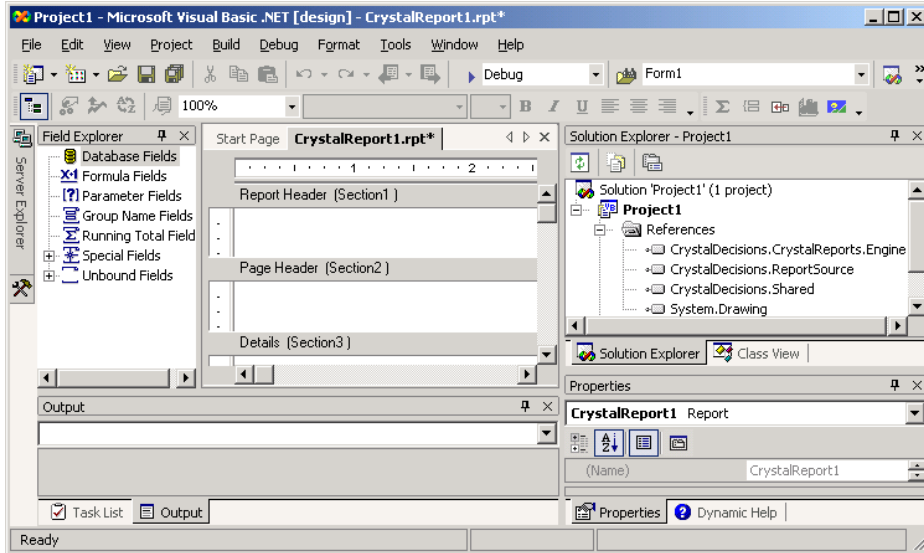 Project1 - Microsoft Visual Basic .NET [design] - CrystalReport1.rpt*
File Edit View Project Build Debug Format Tools Window Help
Debug Form1
100% B I U
Server Explorer
Field Explorer
Database Fields
Formula Fields
Parameter Fields
Group Name Fields
Running Total Field
Special Fields
Unbound Fields
Start Page CrystalReport1.rpt*
1 2
Report Header (Section1 )
Page Header (Section2 )
Details (Section3 )
Solution Explorer - Project1
Solution 'Project1' (1 project)
Project1
References
CrystalDecisions.CrystalReports.Engine
CrystalDecisions.ReportSource
CrystalDecisions.Shared
System.Drawing
Solution Explorer Class View
Output
Task List Output
Properties
CrystalReport1 Report
(Name) CrystalReport1
Properties Dynamic Help
Ready